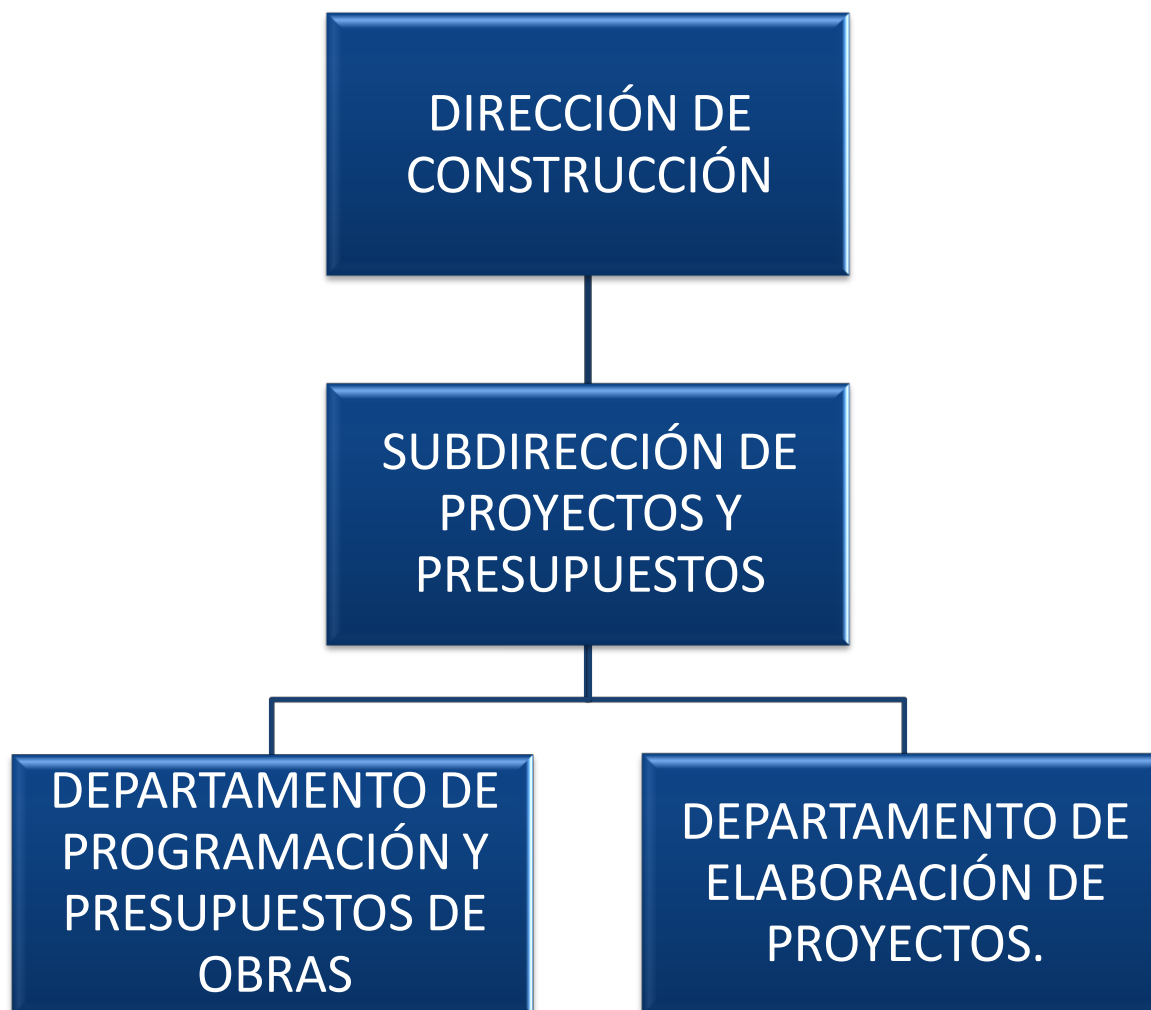 DIRECCIÓN DE
CONSTRUCCIÓN
SUBDIRECCIÓN DE
PROYECTOS Y
PRESUPUESTOS
DEPARTAMENTO DE
PROGRAMACIÓN Y
PRESUPUESTOS DE
OBRAS
DEPARTAMENTO DE
ELABORACIÓN DE
PROYECTOS.